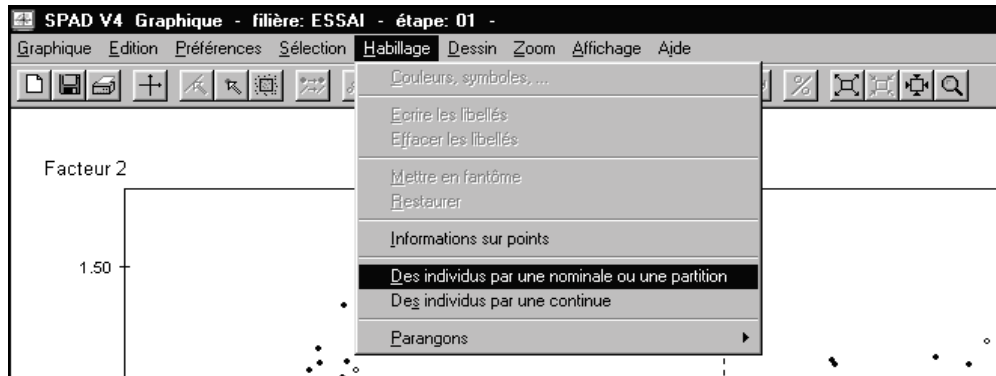 SPAD V4 Graphique - filière: ESSAI - étape: 01 -
Graphique Edition Préférences Sélection Habillage Dessin Zoom Affichage Ajde
Couleurs, symboles, ...
Ecrire les libellés
Effacer les libellés
Mettre en fantôme
Restaurer
Informations sur points
Des individus par une nominale ou une partition
Des individus par une continue
Parangons
Facteur 2
1.50